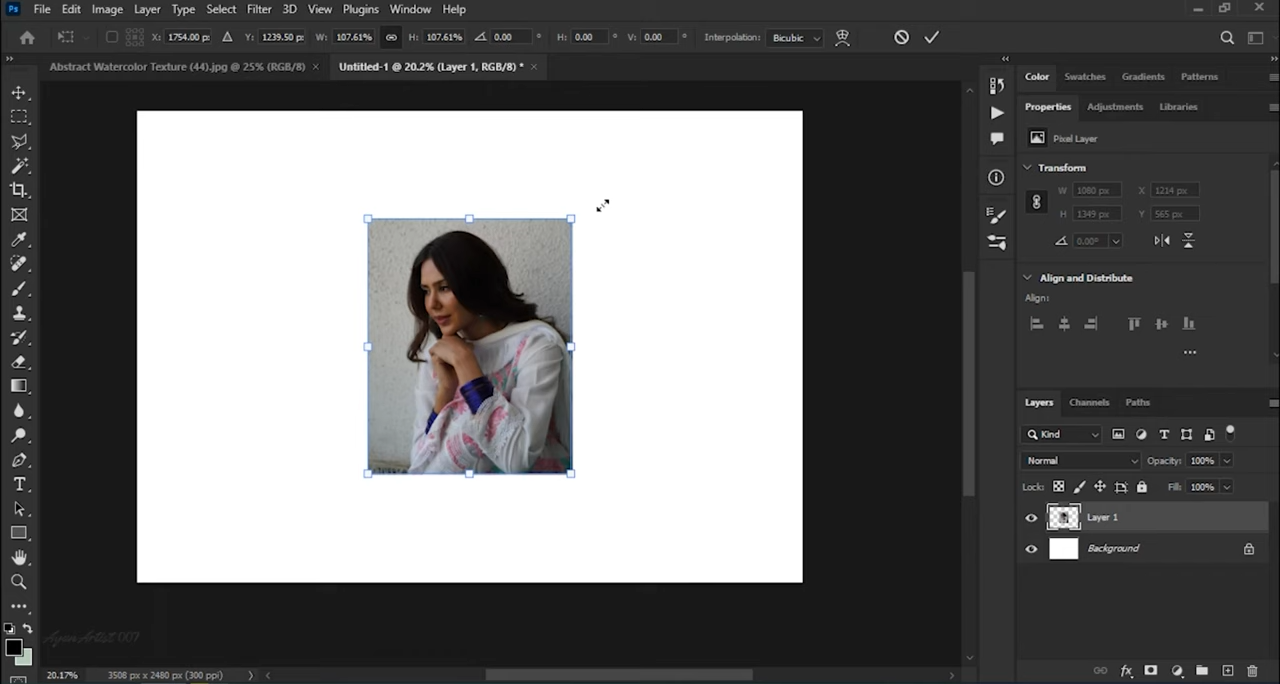 Ps File Edit Image Layer Type Select Filter 3D View Plugins Window Help
X: 1754.00 p: Y: 1239.50 p: W: 107.61% H: 107.61% 0.00 ° H: 0.00 ° V: 0.00 ° Interpolation: Bicubic
Abstract Watercolor Texture (44).jpg @ 25% (RGB/8) × Untitled-1 @ 20.2% (Layer 1, RGB/8) * ×
Color Swatches Gradients Patterns
Properties Adjustments Libraries
Pixel Layer
Transform
W 1080 px X 1214 px
H 1349 px Y 565 px
0.00°
Align and Distribute
Align:
Layers Channels Paths
Kind
Normal Opacity: 100%
Lock: Fill: 100%
Layer 1
Background
Ayan Artist 007
20.17% 3508 px x 2480 px (300 ppi)